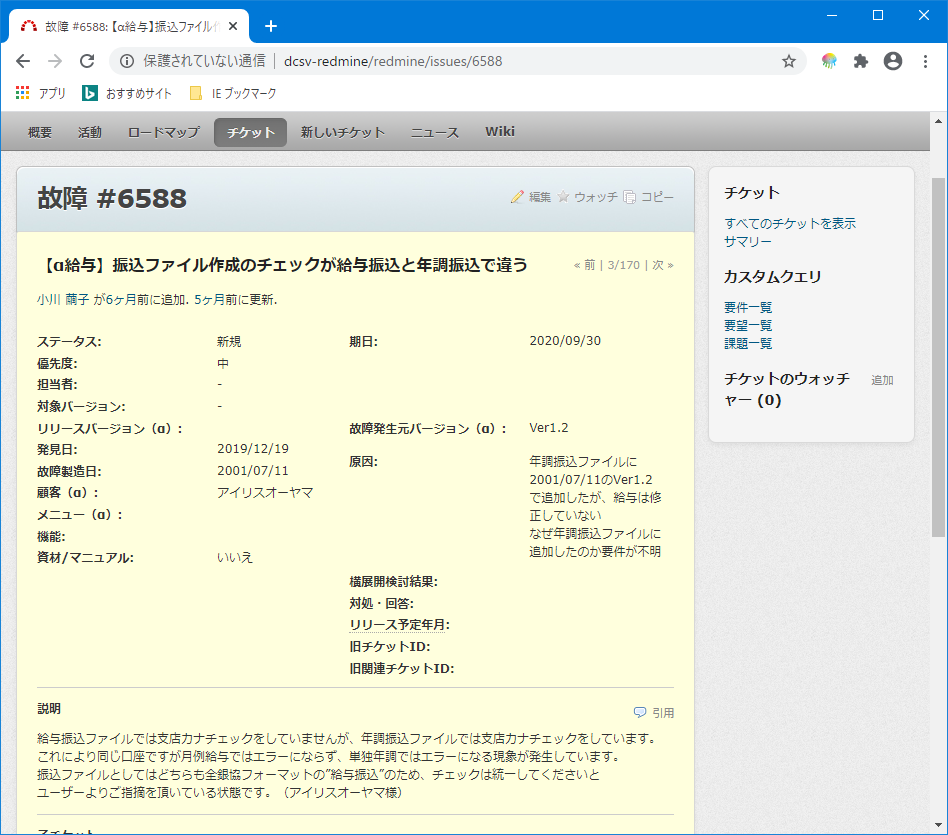 故障 #6588: 【α給与】振込ファイル作
保護されていない通信 | dcsv-redmine/redmine/issues/6588
アプリ おすすめサイト IE ブックマーク
概要 活動 ロードマップ チケット 新しいチケット ニュース Wiki
故障 #6588
編集 ウォッチ コピー
【α給与】振込ファイル作成のチェックが給与振込と年調振込で違う
« 前 | 3/170 | 次 »
小川 繭子 が6ヶ月前に追加. 5ヶ月前に更新.
ステータス: 新規 期日: 2020/09/30
優先度: 中
担当者: -
対象バージョン: -
リリースバージョン（α）: 故障発生元バージョン（α）: Ver1.2
発見日: 2019/12/19
故障製造日: 2001/07/11
顧客（α）: アイリスオーヤマ
メニュー（α）:
機能:
資材/マニュアル: いいえ
原因: 年調振込ファイルに
2001/07/11のVer1.2
で追加したが、給与は修
正していない
なぜ年調振込ファイルに
追加したのか要件が不明
横展開検討結果:
対処・回答:
リリース予定年月:
旧チケットID:
旧関連チケットID:
説明
引用
給与振込ファイルでは支店カナチェックをしていませんが、年調振込ファイルでは支店カナチェックをしています。
これにより同じ口座ですが月例給与ではエラーにならず、単独年調ではエラーになる現象が発生しています。
振込ファイルとしてはどちらも全銀協フォーマットの”給与振込”のため、チェックは統一してくださいと
ユーザーよりご指摘を頂いている状態です。（アイリスオーヤマ様）
子チケット
チケット
すべてのチケットを表示
サマリー
カスタムクエリ
要件一覧
要望一覧
課題一覧
チケットのウォッチ
ャー (0)
追加